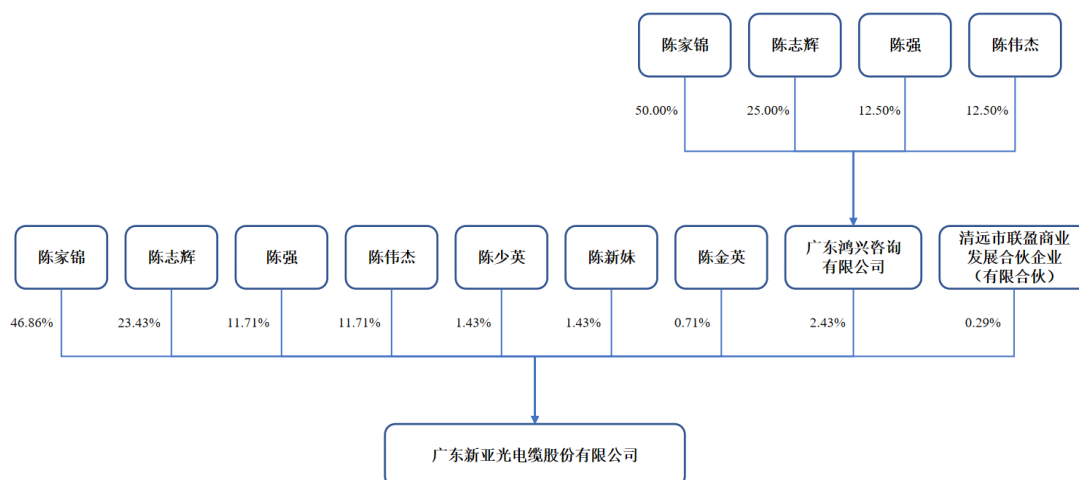 陈家锦
陈志辉
陈强
陈伟杰
50.00%
25.00%
12.50%
12.50%
陈家锦
陈志辉
陈强
陈伟杰
陈少英
陈新妹
陈金英
广东鸿兴咨询
有限公司
清远市联盈商业
发展合伙企业
（有限合伙）
46.86%
23.43%
11.71%
11.71%
1.43%
1.43%
0.71%
2.43%
0.29%
广东新亚光电缆股份有限公司